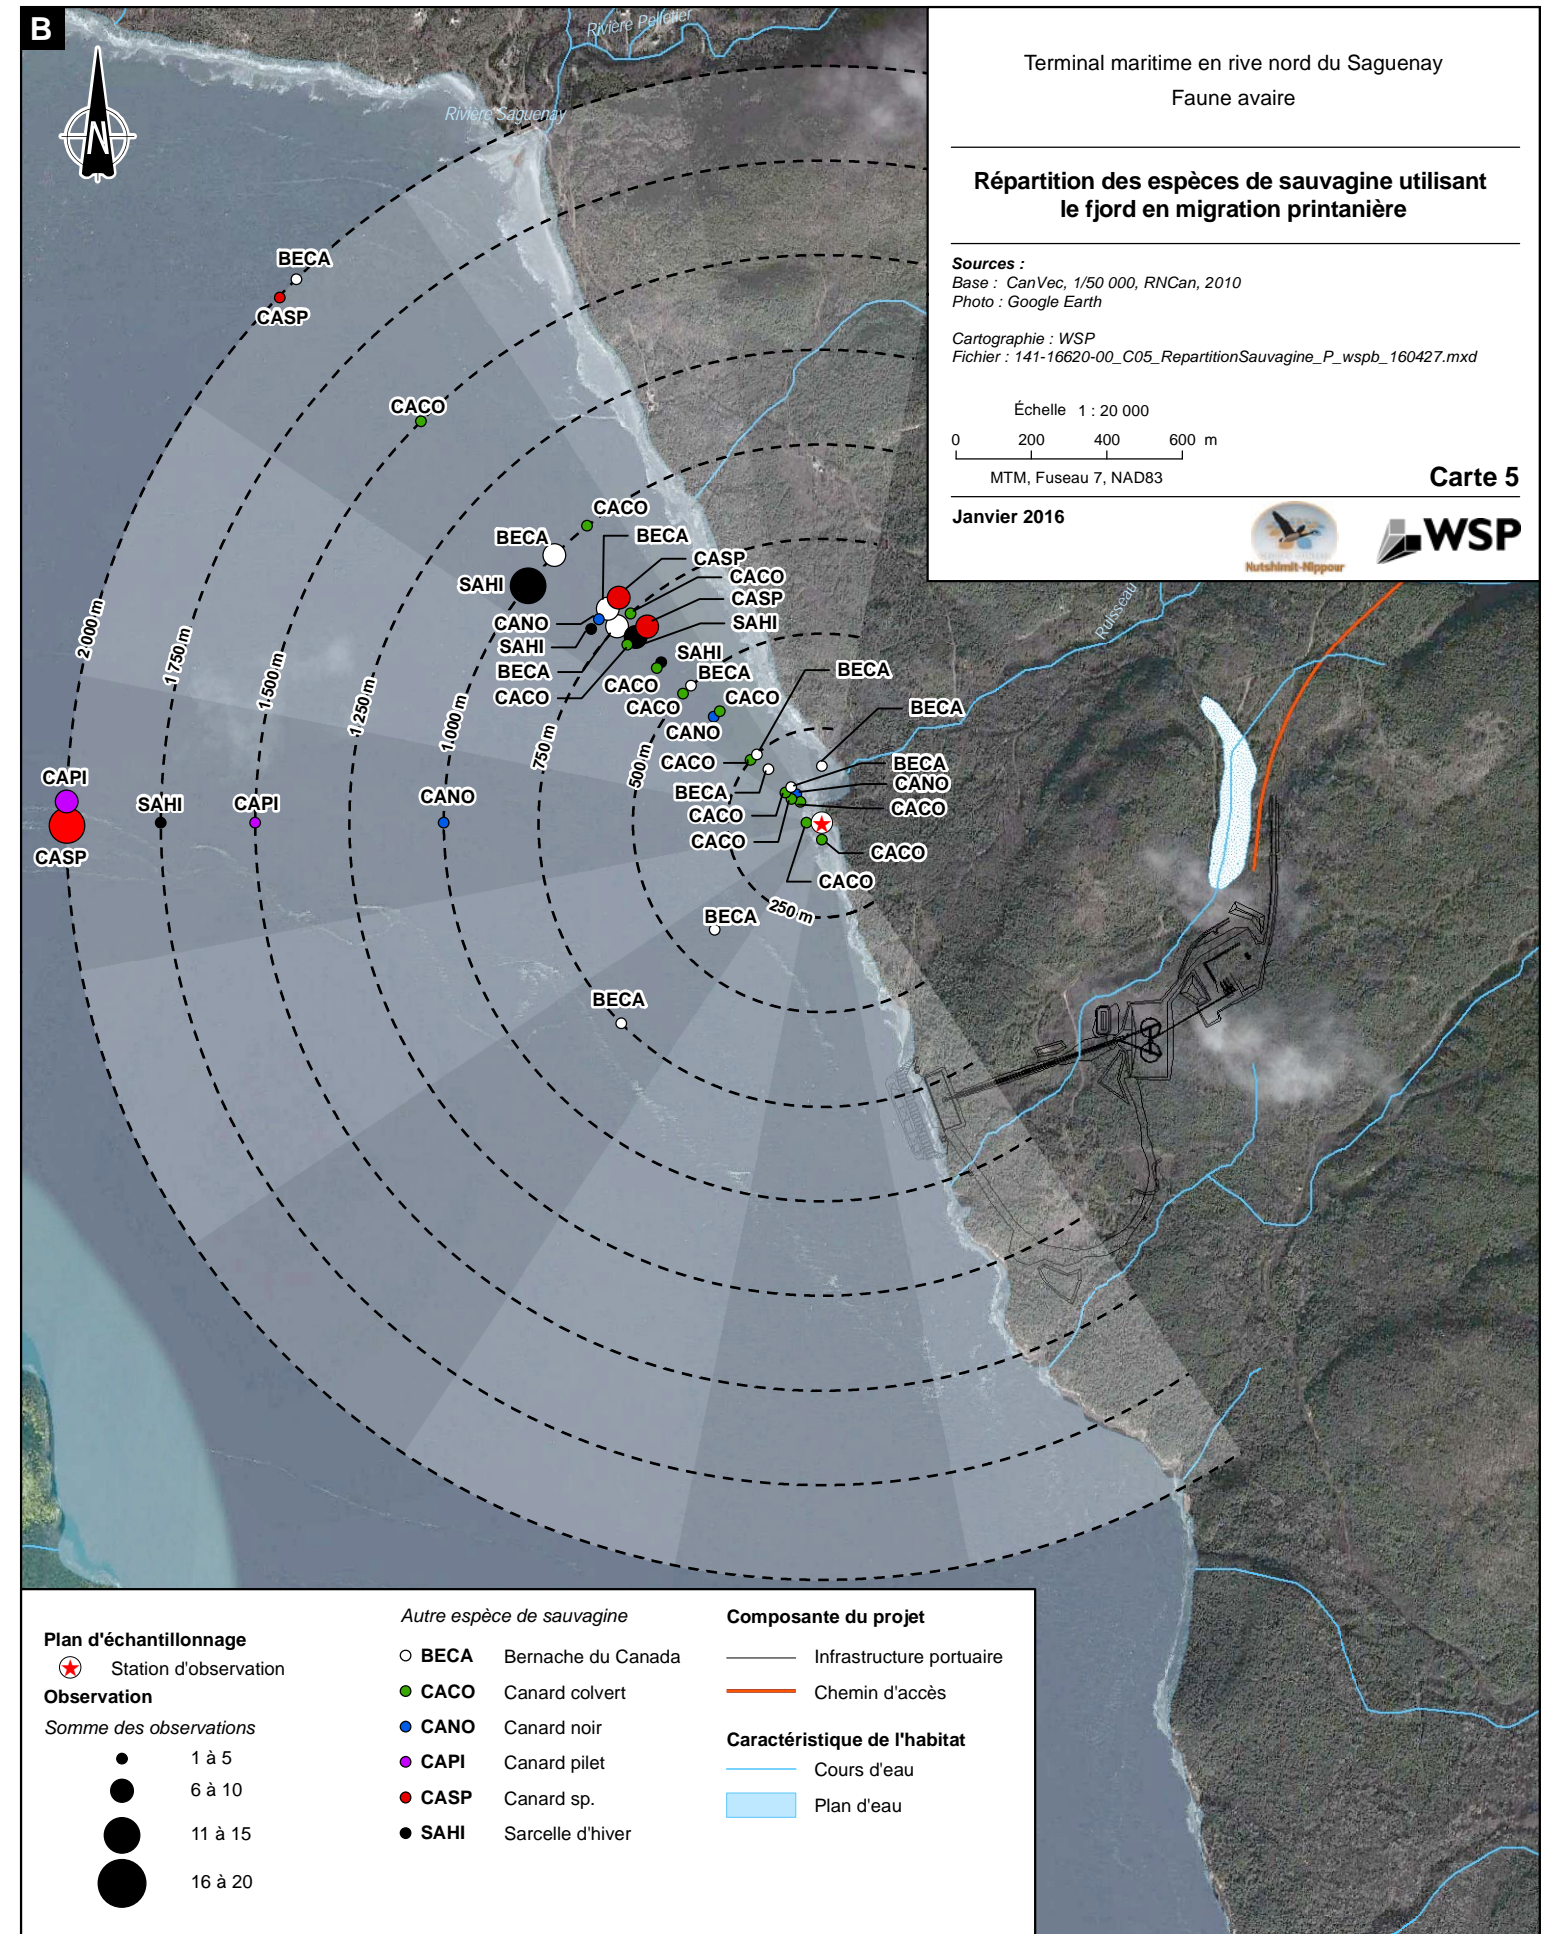 B
Rivière Pelletier
Rivière Saguenay
N
Terminal maritime en rive nord du Saguenay
Faune avaire
Répartition des espèces de sauvagine utilisant
le fjord en migration printanière
Sources :
Base : CanVec, 1/50 000, RNCan, 2010
Photo : Google Earth
Cartographie : WSP
Fichier : 141-16620-00_C05_RepartitionSauvagine_P_wspb_160427.mxd
Échelle 1 : 20 000
0 200 400 600 m
MTM, Fuseau 7, NAD83
Carte 5
Janvier 2016
Nutshimit-Nippour
WSP
Ruisseau
BECA
CASP
CACO
CACO
BECA
BECA
SAHI
CASP
CACO
CASP
CANO
SAHI
SAHI
BECA
CACO
SAHI
BECA
CACO
CACO
CACO
CANO
BECA
BECA
CACO
BECA
BECA
CANO
CACO
CACO
CACO
CACO
CACO
CAPI
SAHI
CAPI
CANO
CASP
BECA
BECA
2 000 m
1 750 m
1 500 m
1 250 m
1 000 m
750 m
500 m
250 m
Plan d'échantillonnage
Station d'observation
Observation
Somme des observations
1 à 5
6 à 10
11 à 15
16 à 20
Autre espèce de sauvagine
BECA Bernache du Canada
CACO Canard colvert
CANO Canard noir
CAPI Canard pilet
CASP Canard sp.
SAHI Sarcelle d'hiver
Composante du projet
Infrastructure portuaire
Chemin d'accès
Caractéristique de l'habitat
Cours d'eau
Plan d'eau